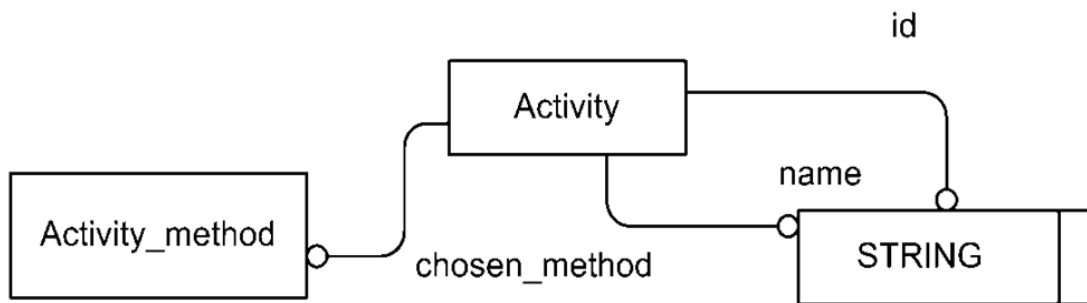 id
Activity
name
Activity_method
chosen_method
STRING